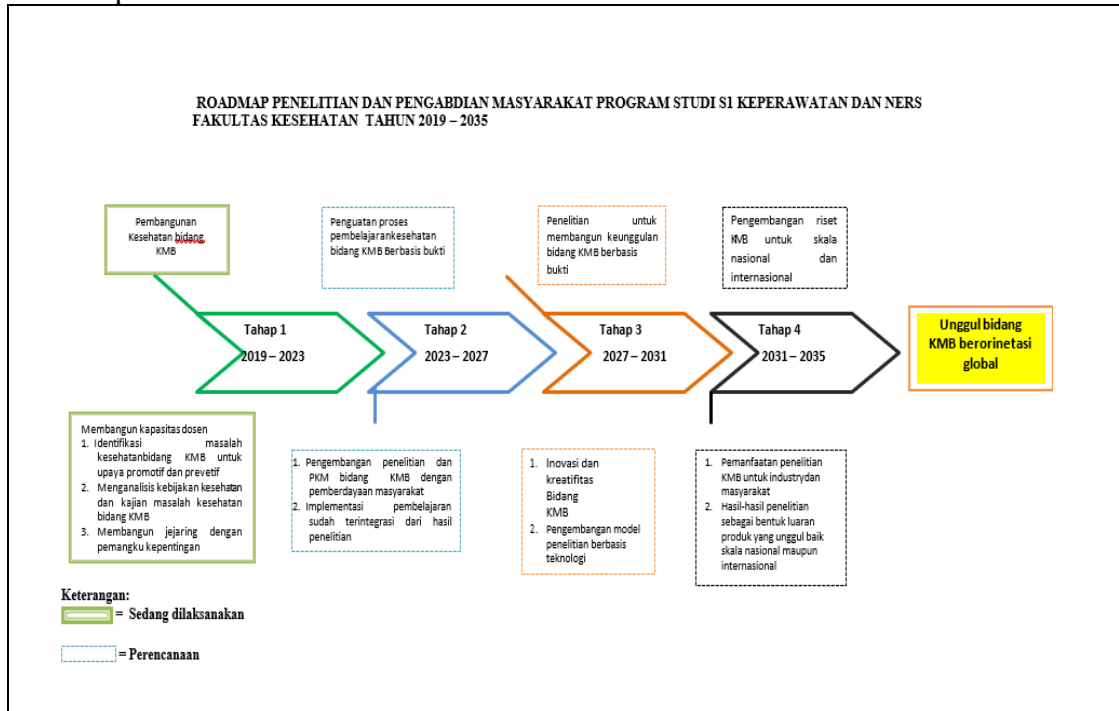 ROADMAP PENELITIAN DAN PENGABDIAN MASYARAKAT PROGRAM STUDI S1 KEPERAWATAN DAN NERS
FAKULTAS KESEHATAN TAHUN 2019 – 2035
Pembangunan
Kesehatan bidang
KMB
Penguatan proses
pembelajarankesehatan
bidang KMB Berbasis bukti
Penelitian untuk
membangun keunggulan
bidang KMB berbasis
bukti
Pengembangan riset
KMB untuk skala
nasional dan
internasional
Tahap 1
2019 – 2023
Tahap 2
2023 – 2027
Tahap 3
2027 – 2031
Tahap 4
2031 – 2035
Unggul bidang
KMB berorinetasi
global
Membangun kapasitas dosen
1. Identifikasi masalah
kesehatanbidang KMB untuk
upaya promotif dan prevetif
2. Menganalisis kebijakan kesehatan
dan kajian masalah kesehatan
bidang KMB
3. Membangun jejaring dengan
pemangku kepentingan
1. Pengembangan penelitian dan
PKM bidang KMB dengan
pemberdayaan masyarakat
2. Implementasi pembelajaran
sudah terintegrasi dari hasil
penelitian
1. Inovasi dan
kreatifitas
Bidang
KMB
2. Pengembangan model
penelitian berbasis
teknologi
1. Pemanfaatan penelitian
KMB untuk industrydan
masyarakat
2. Hasil-hasil penelitian
sebagai bentuk luaran
produk yang unggul baik
skala nasional maupun
internasional
Keterangan:
= Sedang dilaksanakan
= Perencanaan